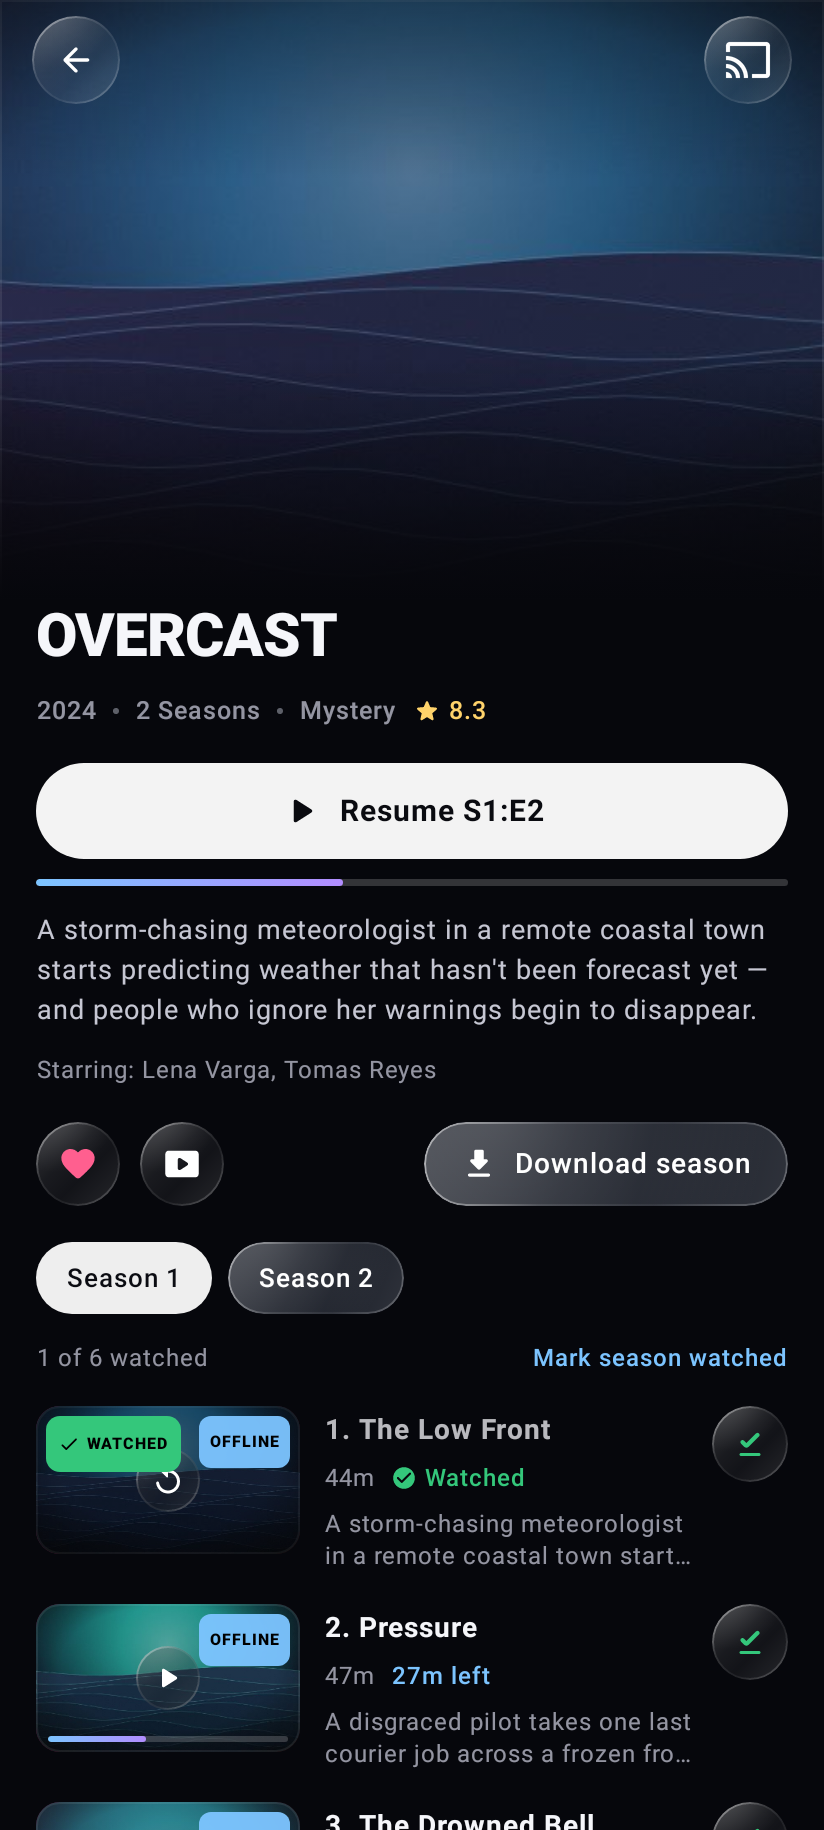 OVERCAST
2024 • 2 Seasons • Mystery 8.3
Resume S1:E2
A storm-chasing meteorologist in a remote coastal town
starts predicting weather that hasn't been forecast yet —
and people who ignore her warnings begin to disappear.
Starring: Lena Varga, Tomas Reyes
Download season
Season 1 Season 2
1 of 6 watched Mark season watched
WATCHED OFFLINE
1. The Low Front
44m Watched
A storm-chasing meteorologist
in a remote coastal town start…
OFFLINE
2. Pressure
47m 27m left
A disgraced pilot takes one last
courier job across a frozen fro…
3. The Drowned Bell